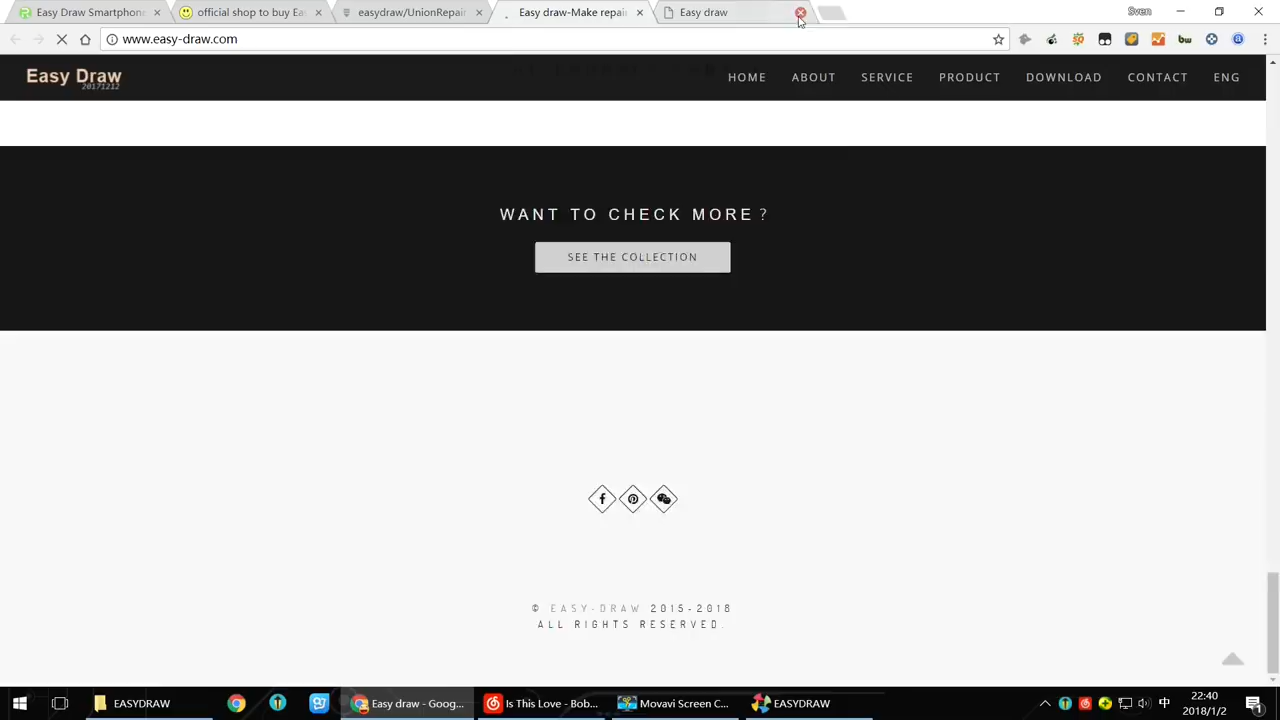 Easy Draw Smartphone
official shop to buy Eas
easydraw/UnionRepair
Easy draw-Make repair
Easy draw
Sven
www.easy-draw.com
Easy Draw
20171212
HOME
ABOUT
SERVICE
PRODUCT
DOWNLOAD
CONTACT
ENG
WANT TO CHECK MORE ?
SEE THE COLLECTION
© EASY-DRAW 2015-2018
ALL RIGHTS RESERVED.
EASYDRAW
Easy draw - Goog...
Is This Love - Bob...
Movavi Screen C...
EASYDRAW
中
22:40
2018/1/2